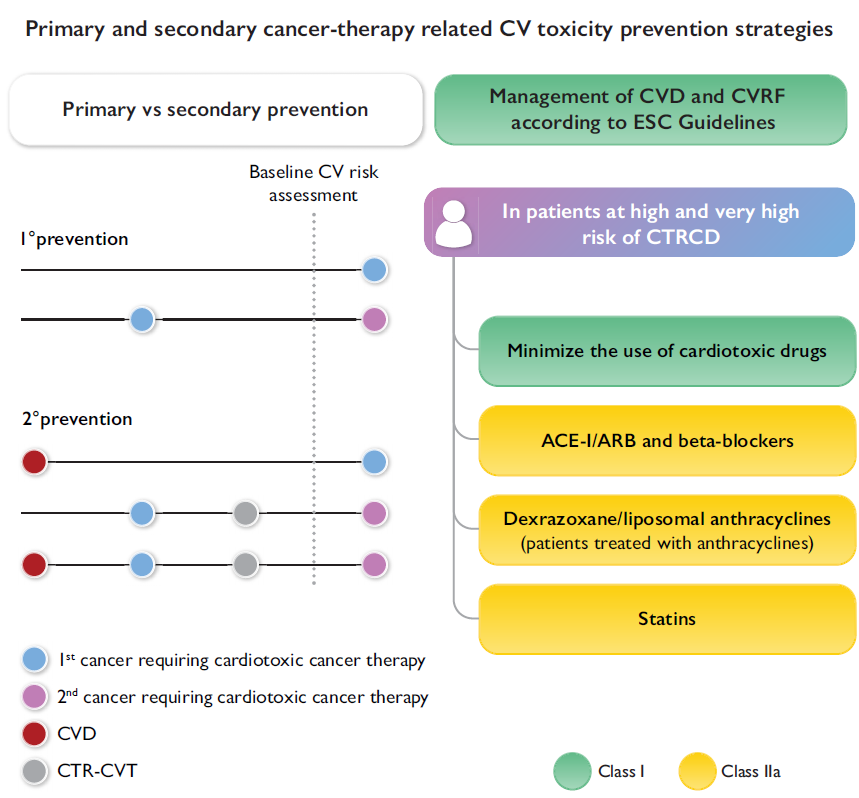 Primary and secondary cancer-therapy related CV toxicity prevention strategies
Primary vs secondary prevention
Baseline CV risk
assessment
1°prevention
2°prevention
1st cancer requiring cardiotoxic cancer therapy
2nd cancer requiring cardiotoxic cancer therapy
CVD
CTR-CVT
Management of CVD and CVRF
according to ESC Guidelines
In patients at high and very high
risk of CTRCD
Minimize the use of cardiotoxic drugs
ACE-I/ARB and beta-blockers
Dexrazoxane/liposomal anthracyclines
(patients treated with anthracyclines)
Statins
Class I
Class IIa